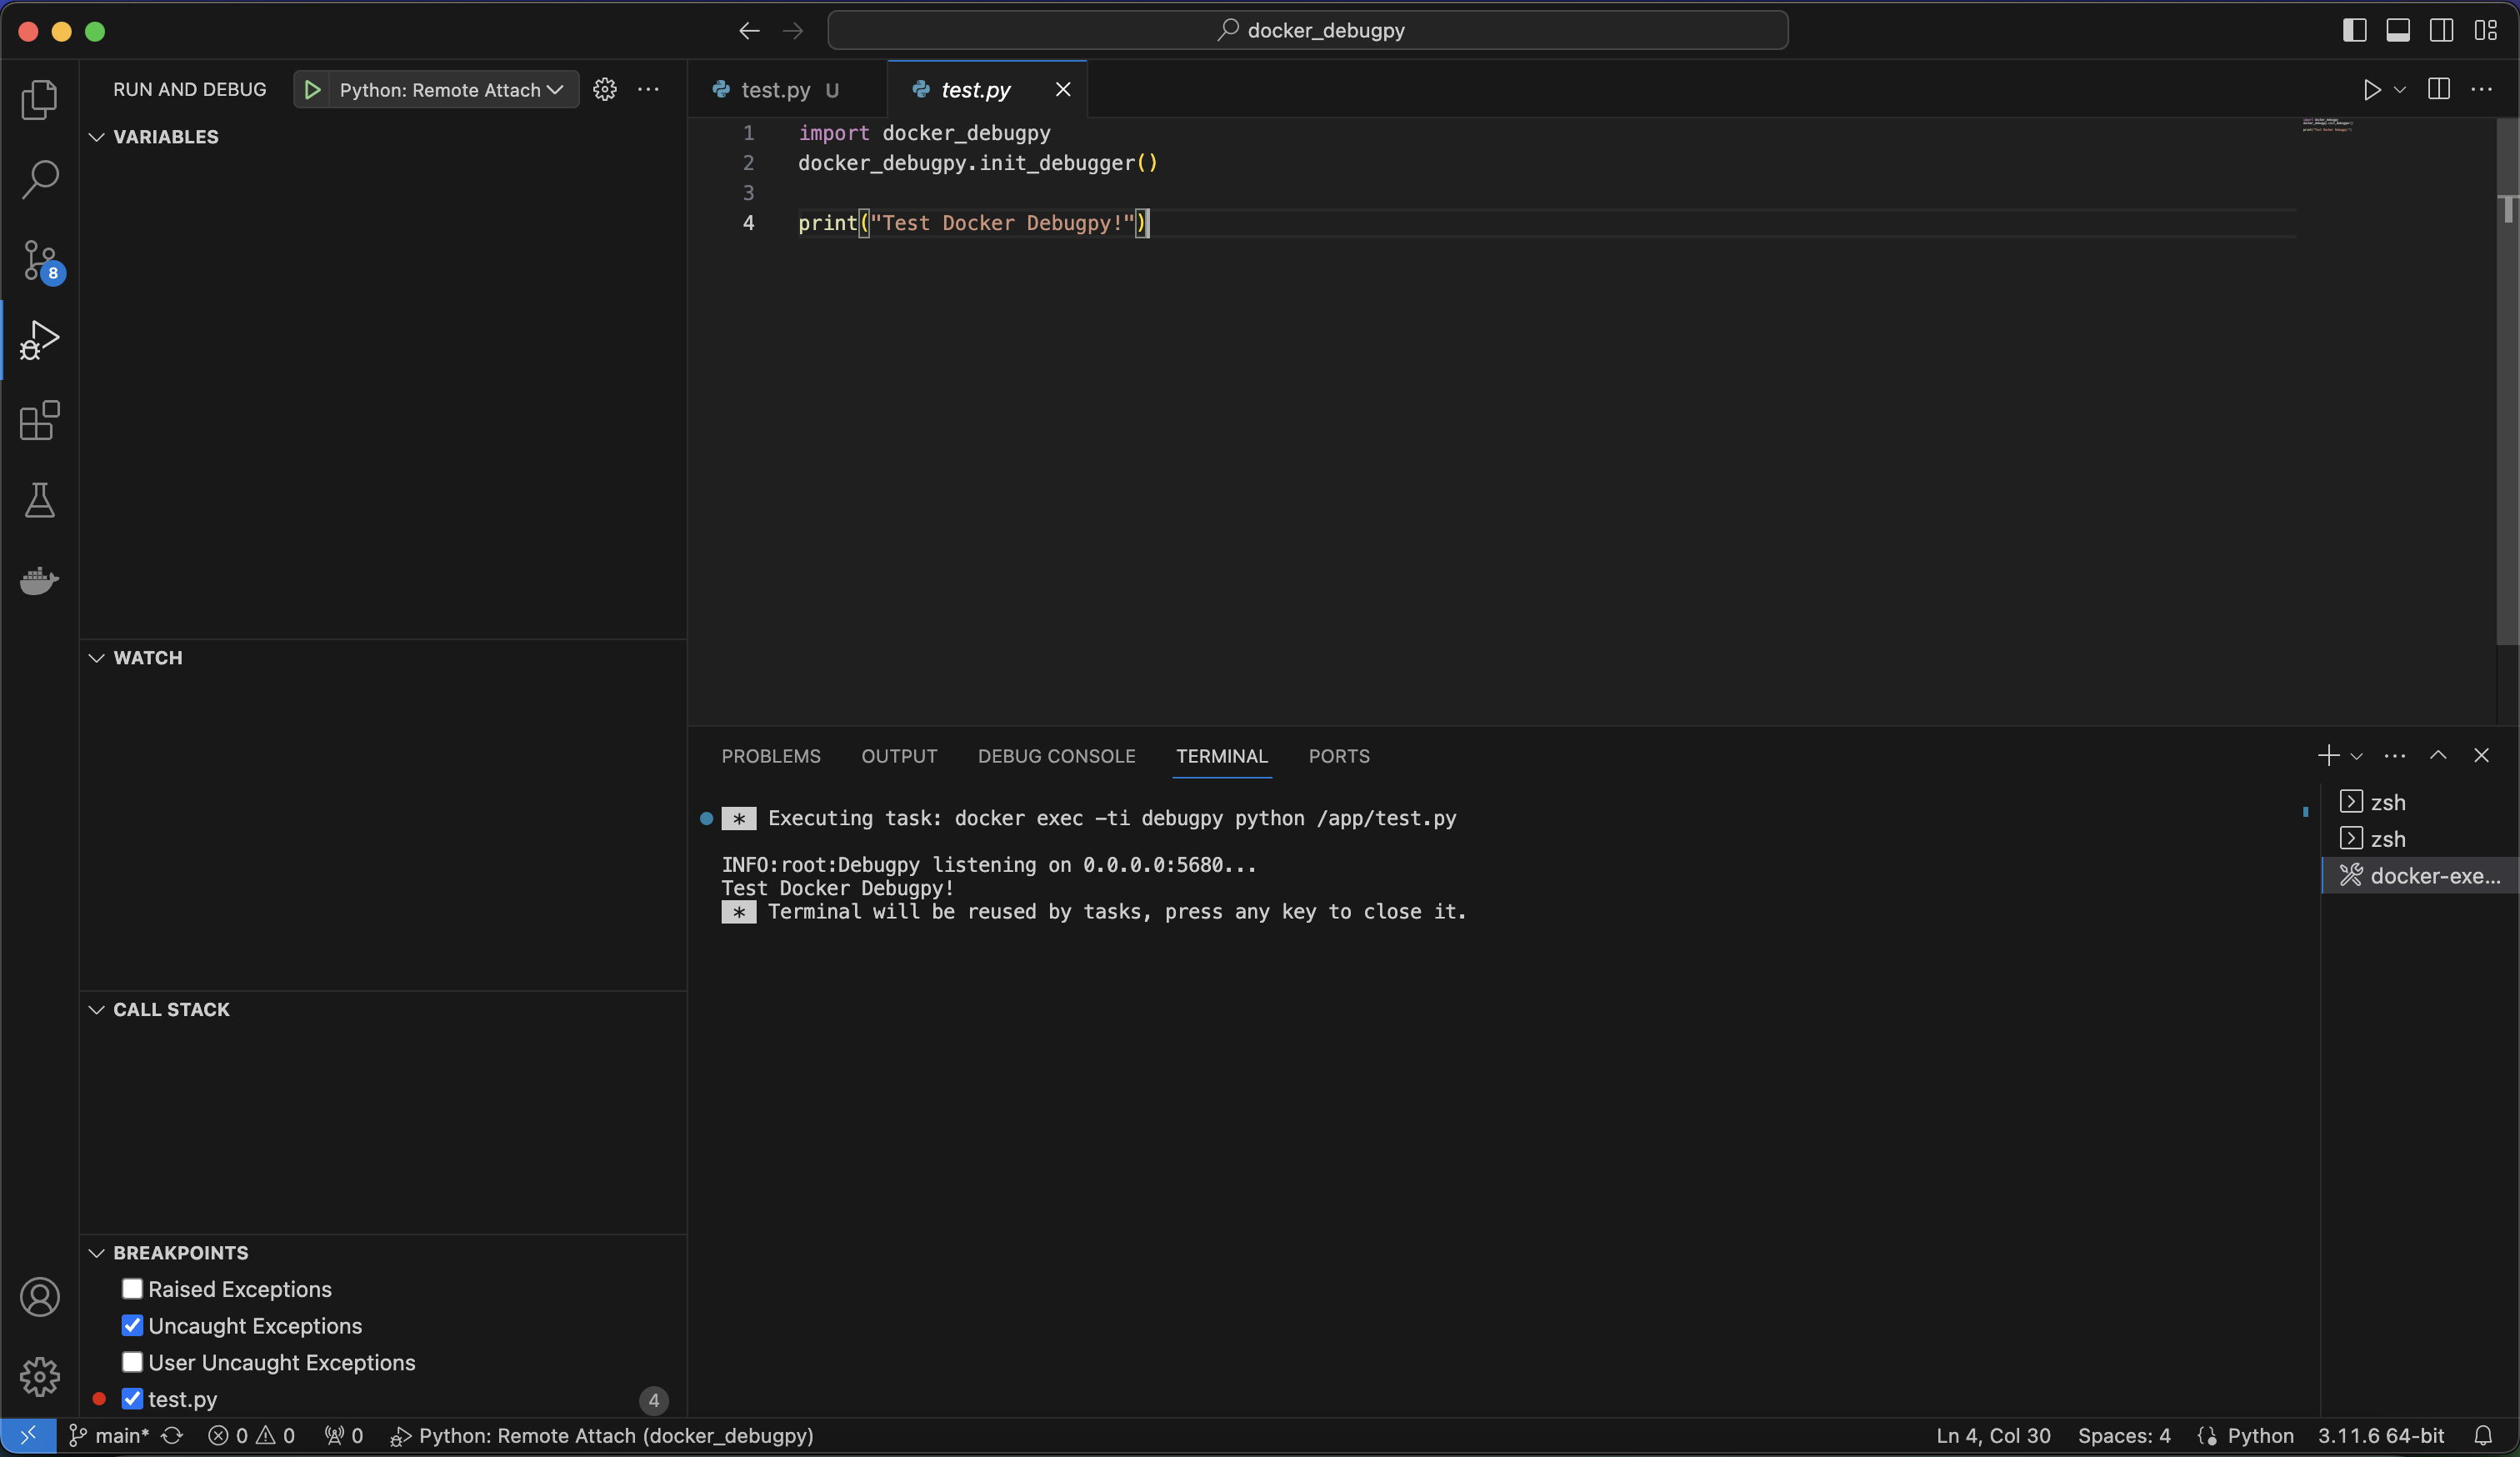 docker_debugpy
RUN AND DEBUG
Python: Remote Attach
VARIABLES
8
WATCH
CALL STACK
BREAKPOINTS
Raised Exceptions
Uncaught Exceptions
User Uncaught Exceptions
test.py 4
test.py U
test.py
1 import docker_debugpy
2 docker_debugpy.init_debugger()
3
4 print("Test Docker Debugpy!")
PROBLEMS OUTPUT DEBUG CONSOLE TERMINAL PORTS
* Executing task: docker exec -ti debugpy python /app/test.py
INFO:root:Debugpy listening on 0.0.0.0:5680...
Test Docker Debugpy!
* Terminal will be reused by tasks, press any key to close it.
zsh
zsh
docker-exe...
main* 0 0 0 Python: Remote Attach (docker_debugpy) Ln 4, Col 30 Spaces: 4 Python 3.11.6 64-bit